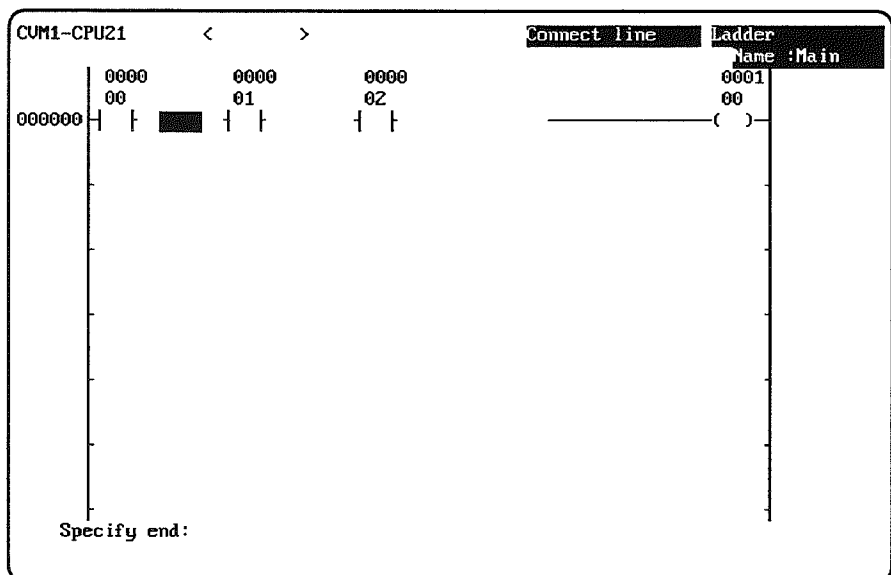 CVM1-CPU21 < > Connect line Ladder
Name :Main
0000 0000 0000 0001
00 01 02 00
000000
Specify end: